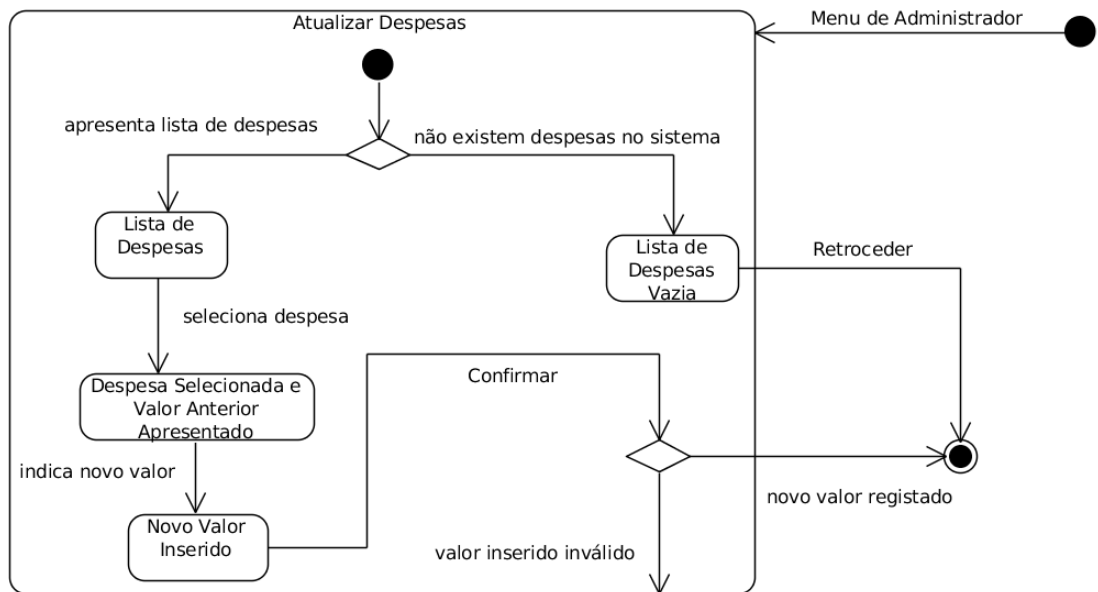 Menu de Administrador
Atualizar Despesas
apresenta lista de despesas
não existem despesas no sistema
Lista de
Despesas
Lista de
Despesas
Vazia
Retroceder
seleciona despesa
Despesa Selecionada e
Valor Anterior
Apresentado
Confirmar
indica novo valor
novo valor registado
Novo Valor
Inserido
valor inserido inválido